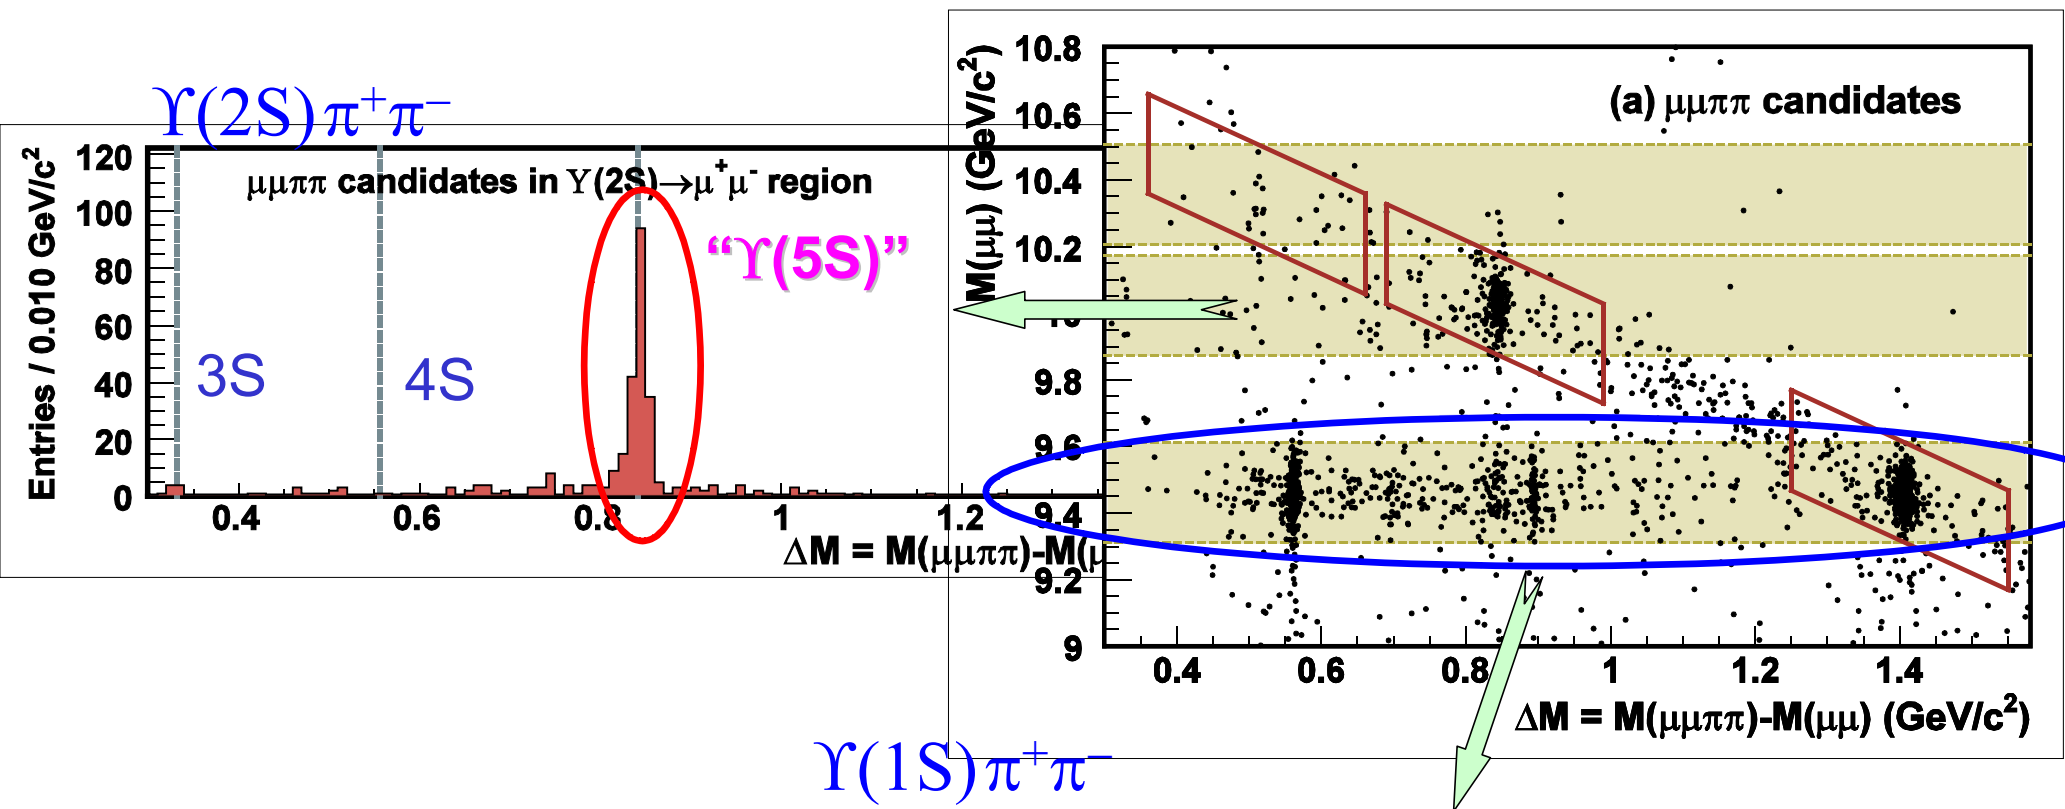 ϒ(2S)π⁺π⁻
Entries / 0.010 GeV/c²
120
100
80
60
40
20
0
μμππ candidates in ϒ(2S)→μ⁺μ⁻ region
“ϒ(5S)”
3S
4S
0.4
0.6
0.8
1
1.2
ΔM = M(μμππ)-M(μ
M(μμ) (GeV/c²)
10.8
10.6
10.4
10.2
9.8
9.6
9.4
9.2
9
(a) μμππ candidates
0.4
0.6
0.8
1
1.2
1.4
ΔM = M(μμππ)-M(μμ) (GeV/c²)
ϒ(1S)π⁺π⁻